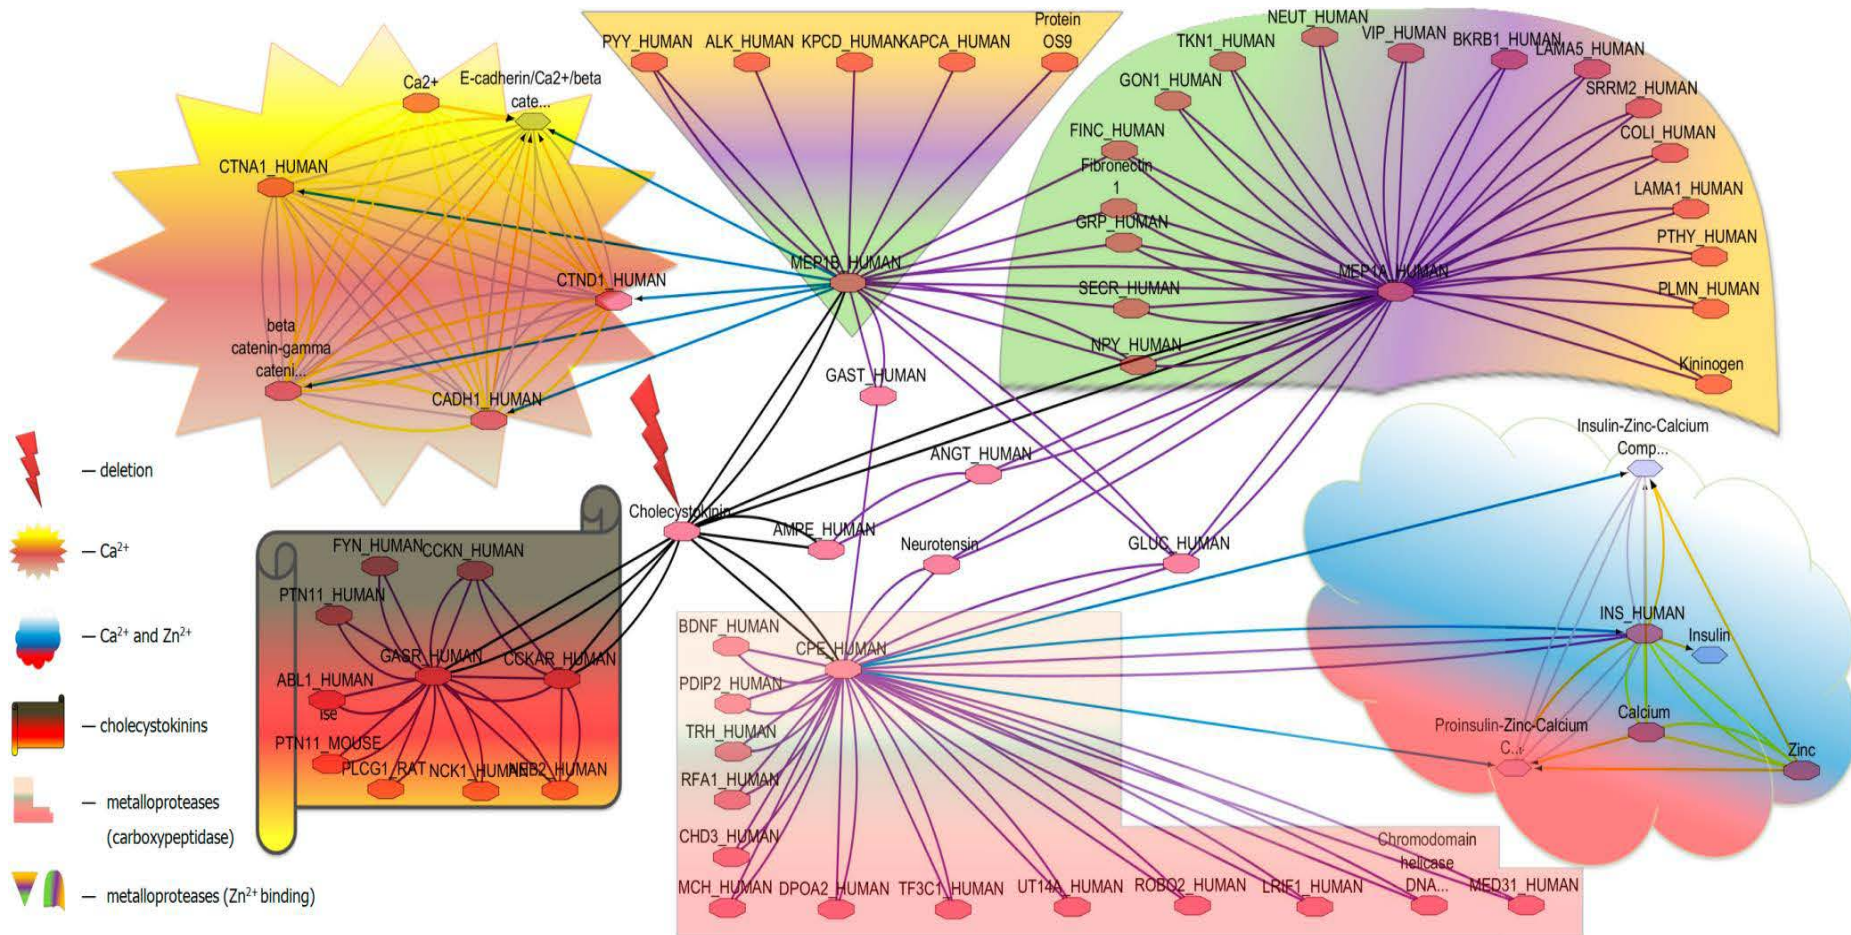 Protein
PYY_HUMAN ALK_HUMAN KPCD_HUMAN KAPCA_HUMAN OS9
NEUT_HUMAN
TKN1_HUMAN VIP_HUMAN BKRB1_HUMAN
LAMA5_HUMAN
GON1_HUMAN SRRM2_HUMAN
FINC_HUMAN COLI_HUMAN
Fibronectin
1
LAMA1_HUMAN
GRP_HUMAN PTHY_HUMAN
MEP1A_HUMAN
SECR_HUMAN PLMN_HUMAN
NPY_HUMAN Kininogen
Ca2+ E-cadherin/Ca2+/beta
cate...
CTNA1_HUMAN
CTND1_HUMAN
beta
catenin-gamma
cateni...
CADH1_HUMAN
MEP1B_HUMAN
GAST_HUMAN
ANGT_HUMAN
Cholecystokinin
AMPE_HUMAN
Neurotensin
GLUC_HUMAN
Insulin-Zinc-Calcium
Comp...
INS_HUMAN
Insulin
Proinsulin-Zinc-Calcium
C...
Calcium
Zinc
— deletion
— Ca²⁺
— Ca²⁺ and Zn²⁺
— cholecystokinins
— metalloproteases
(carboxypeptidase)
— metalloproteases (Zn²⁺ binding)
FYN_HUMAN CCKN_HUMAN
PTN11_HUMAN
GASR_HUMAN CCKAR_HUMAN
ABL1_HUMAN
ise
PTN11_MOUSE
PLCG1_RAT NCK1_HUMAN NEB2_HUMAN
BDNF_HUMAN
CPE_HUMAN
PDIP2_HUMAN
TRH_HUMAN
RFA1_HUMAN
CHD3_HUMAN
Chromodomain
helicase
DNA...
MCH_HUMAN DPOA2_HUMAN TF3C1_HUMAN UT14A_HUMAN ROBO2_HUMAN LRIF1_HUMAN MED31_HUMAN